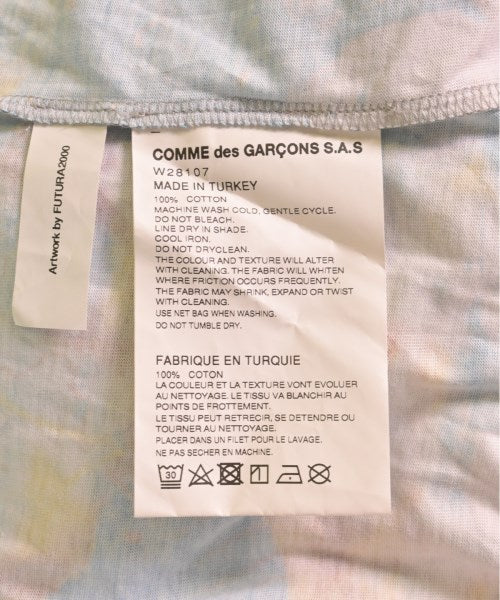 Artwork by FUTURA2000
COMME des GARÇONS S.A.S
W28107
MADE IN TURKEY
100% COTTON
MACHINE WASH COLD, GENTLE CYCLE.
DO NOT BLEACH.
LINE DRY IN SHADE.
COOL IRON.
DO NOT DRYCLEAN.
THE COLOUR AND TEXTURE WILL ALTER
WITH CLEANING. THE FABRIC WILL WHITEN
WHERE FRICTION OCCURS FREQUENTLY.
THE FABRIC MAY SHRINK, EXPAND OR TWIST
WITH CLEANING.
USE NET BAG WHEN WASHING.
DO NOT TUMBLE DRY.
FABRIQUE EN TURQUIE
100% COTON
LA COULEUR ET LA TEXTURE VONT EVOLUER
AU NETTOYAGE. LE TISSU VA BLANCHIR AU
POINTS DE FROTTEMENT.
LE TISSU PEUT RETRECIR, SE DETENDRE OU
TOURNER AU NETTOYAGE.
PLACER DANS UN FILET POUR LE LAVAGE.
NE PAS SECHER EN MACHINE.
30